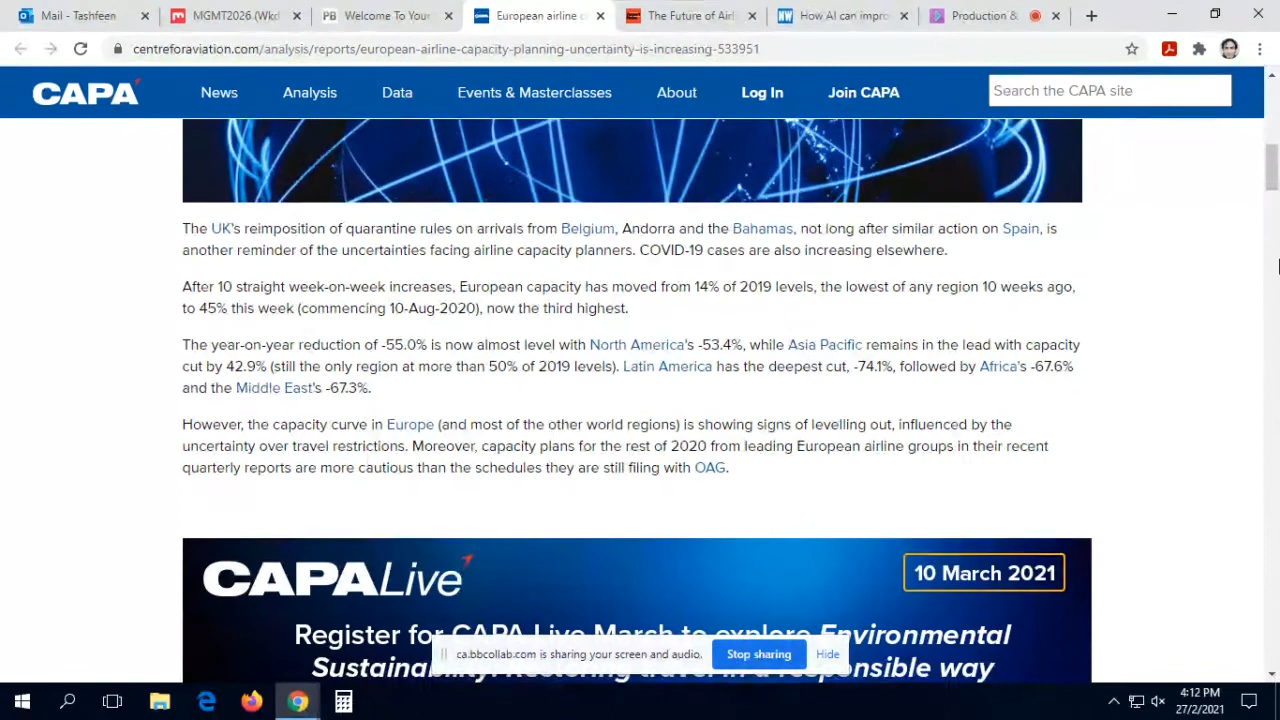 Mail - Tashfeen
MGMT2026 (Wkd
Welcome To Your
European airline c
The Future of Airl
How AI can impro
Production &
centreforaviation.com/analysis/reports/european-airline-capacity-planning-uncertainty-is-increasing-533951
CAPA News Analysis Data Events & Masterclasses About Log In Join CAPA Search the CAPA site
The UK's reimposition of quarantine rules on arrivals from Belgium, Andorra and the Bahamas, not long after similar action on Spain, is
another reminder of the uncertainties facing airline capacity planners. COVID-19 cases are also increasing elsewhere.
After 10 straight week-on-week increases, European capacity has moved from 14% of 2019 levels, the lowest of any region 10 weeks ago,
to 45% this week (commencing 10-Aug-2020), now the third highest.
The year-on-year reduction of -55.0% is now almost level with North America's -53.4%, while Asia Pacific remains in the lead with capacity
cut by 42.9% (still the only region at more than 50% of 2019 levels). Latin America has the deepest cut, -74.1%, followed by Africa's -67.6%
and the Middle East's -67.3%.
However, the capacity curve in Europe (and most of the other world regions) is showing signs of levelling out, influenced by the
uncertainty over travel restrictions. Moreover, capacity plans for the rest of 2020 from leading European airline groups in their recent
quarterly reports are more cautious than the schedules they are still filing with OAG.
CAPALive
10 March 2021
Register for CAPA Live March to explore Environmental
ca.bbcollab.com is sharing your screen and audio. Stop sharing Hide
Restoring travel in a responsible way
4:12 PM
27/2/2021